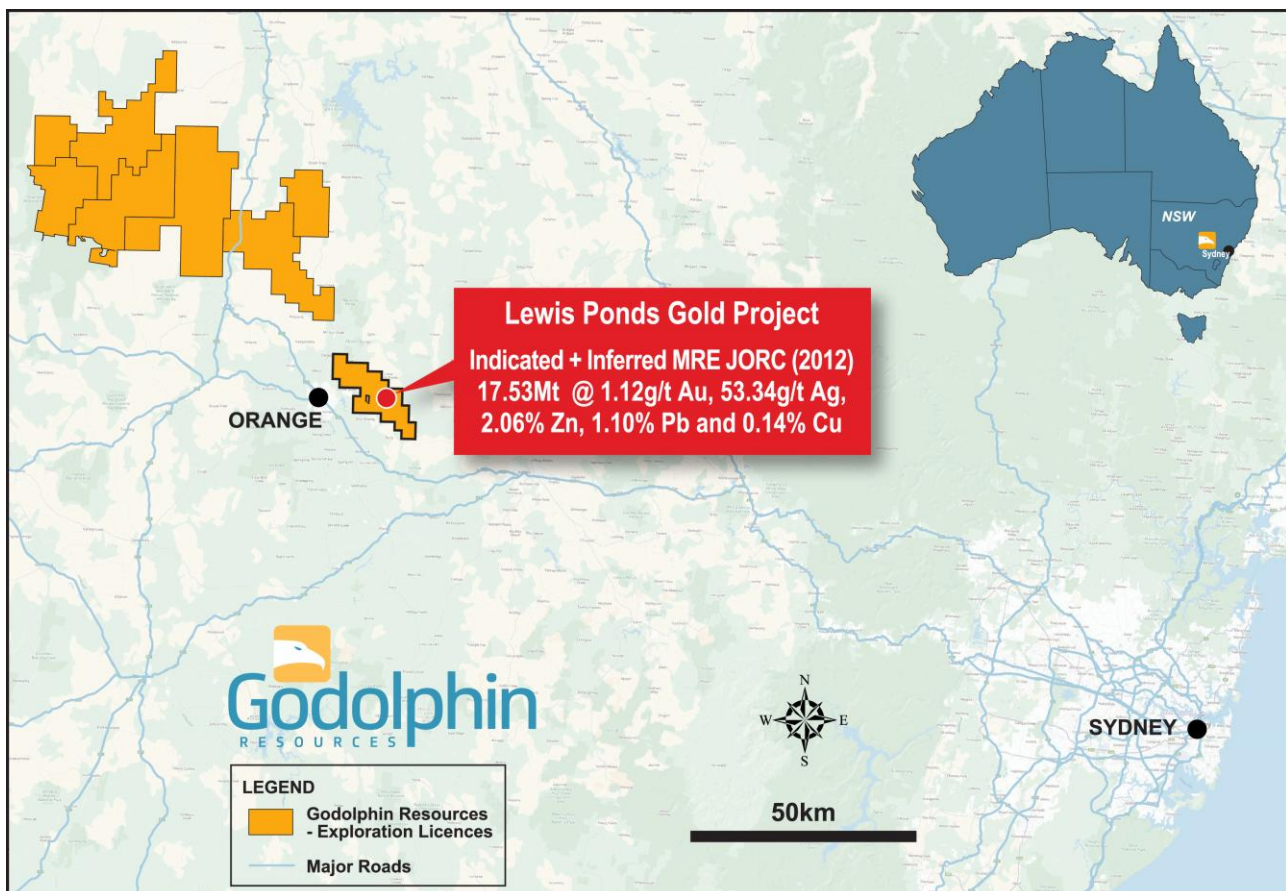 NSW
Sydney
Lewis Ponds Gold Project
Indicated + Inferred MRE JORC (2012)
17.53Mt @ 1.12g/t Au, 53.34g/t Ag,
2.06% Zn, 1.10% Pb and 0.14% Cu
ORANGE
Godolphin
RESOURCES
N
W
E
S
SYDNEY
50km
LEGEND
Godolphin Resources
- Exploration Licences
Major Roads